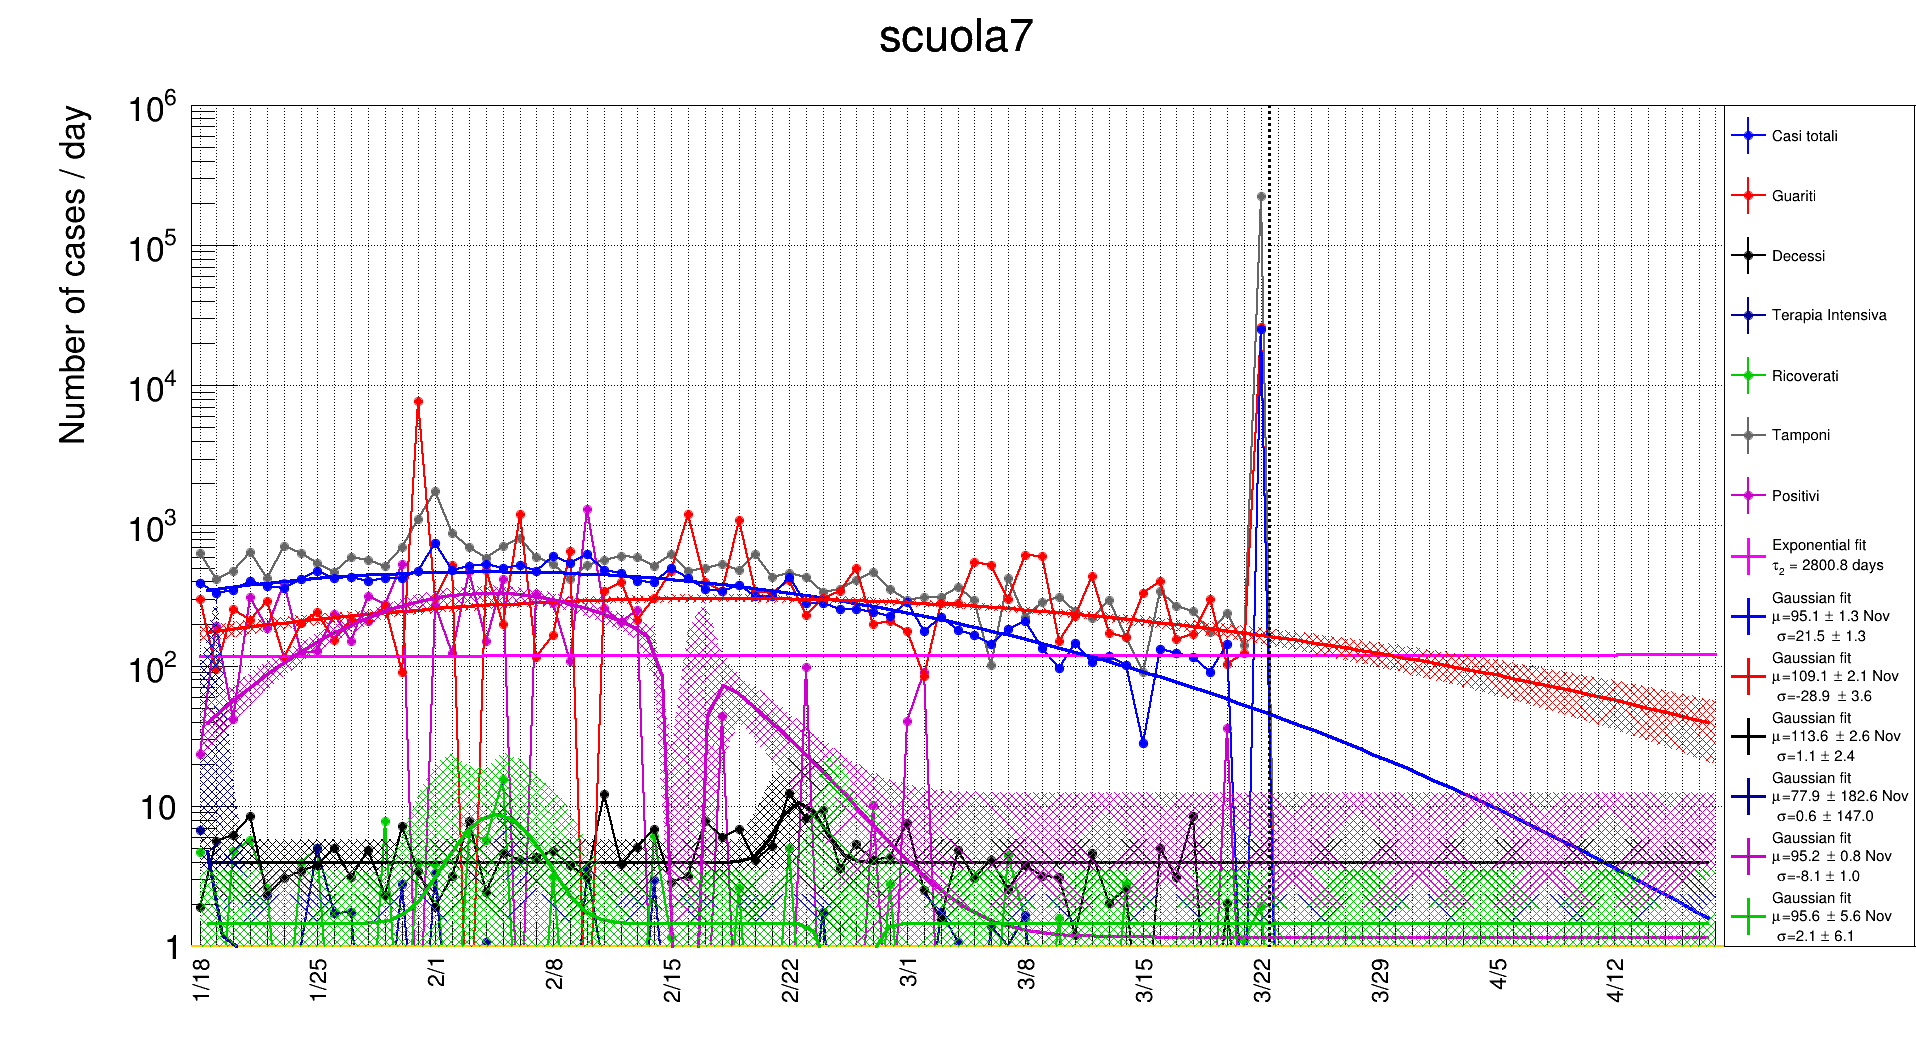 scuola7
Number of cases / day
10^6
10^5
10^4
10^3
10^2
10
1
1/18
1/25
2/1
2/8
2/15
2/22
3/1
3/8
3/15
3/22
3/29
4/5
4/12
Casi totali
Guariti
Decessi
Terapia Intensiva
Ricoverati
Tamponi
Positivi
Exponential fit
τ2 = 2800.8 days
Gaussian fit
μ=95.1 ± 1.3 Nov
σ=21.5 ± 1.3
Gaussian fit
μ=109.1 ± 2.1 Nov
σ=-28.9 ± 3.6
Gaussian fit
μ=113.6 ± 2.6 Nov
σ=1.1 ± 2.4
Gaussian fit
μ=77.9 ± 182.6 Nov
σ=0.6 ± 147.0
Gaussian fit
μ=95.2 ± 0.8 Nov
σ=-8.1 ± 1.0
Gaussian fit
μ=95.6 ± 5.6 Nov
σ=2.1 ± 6.1